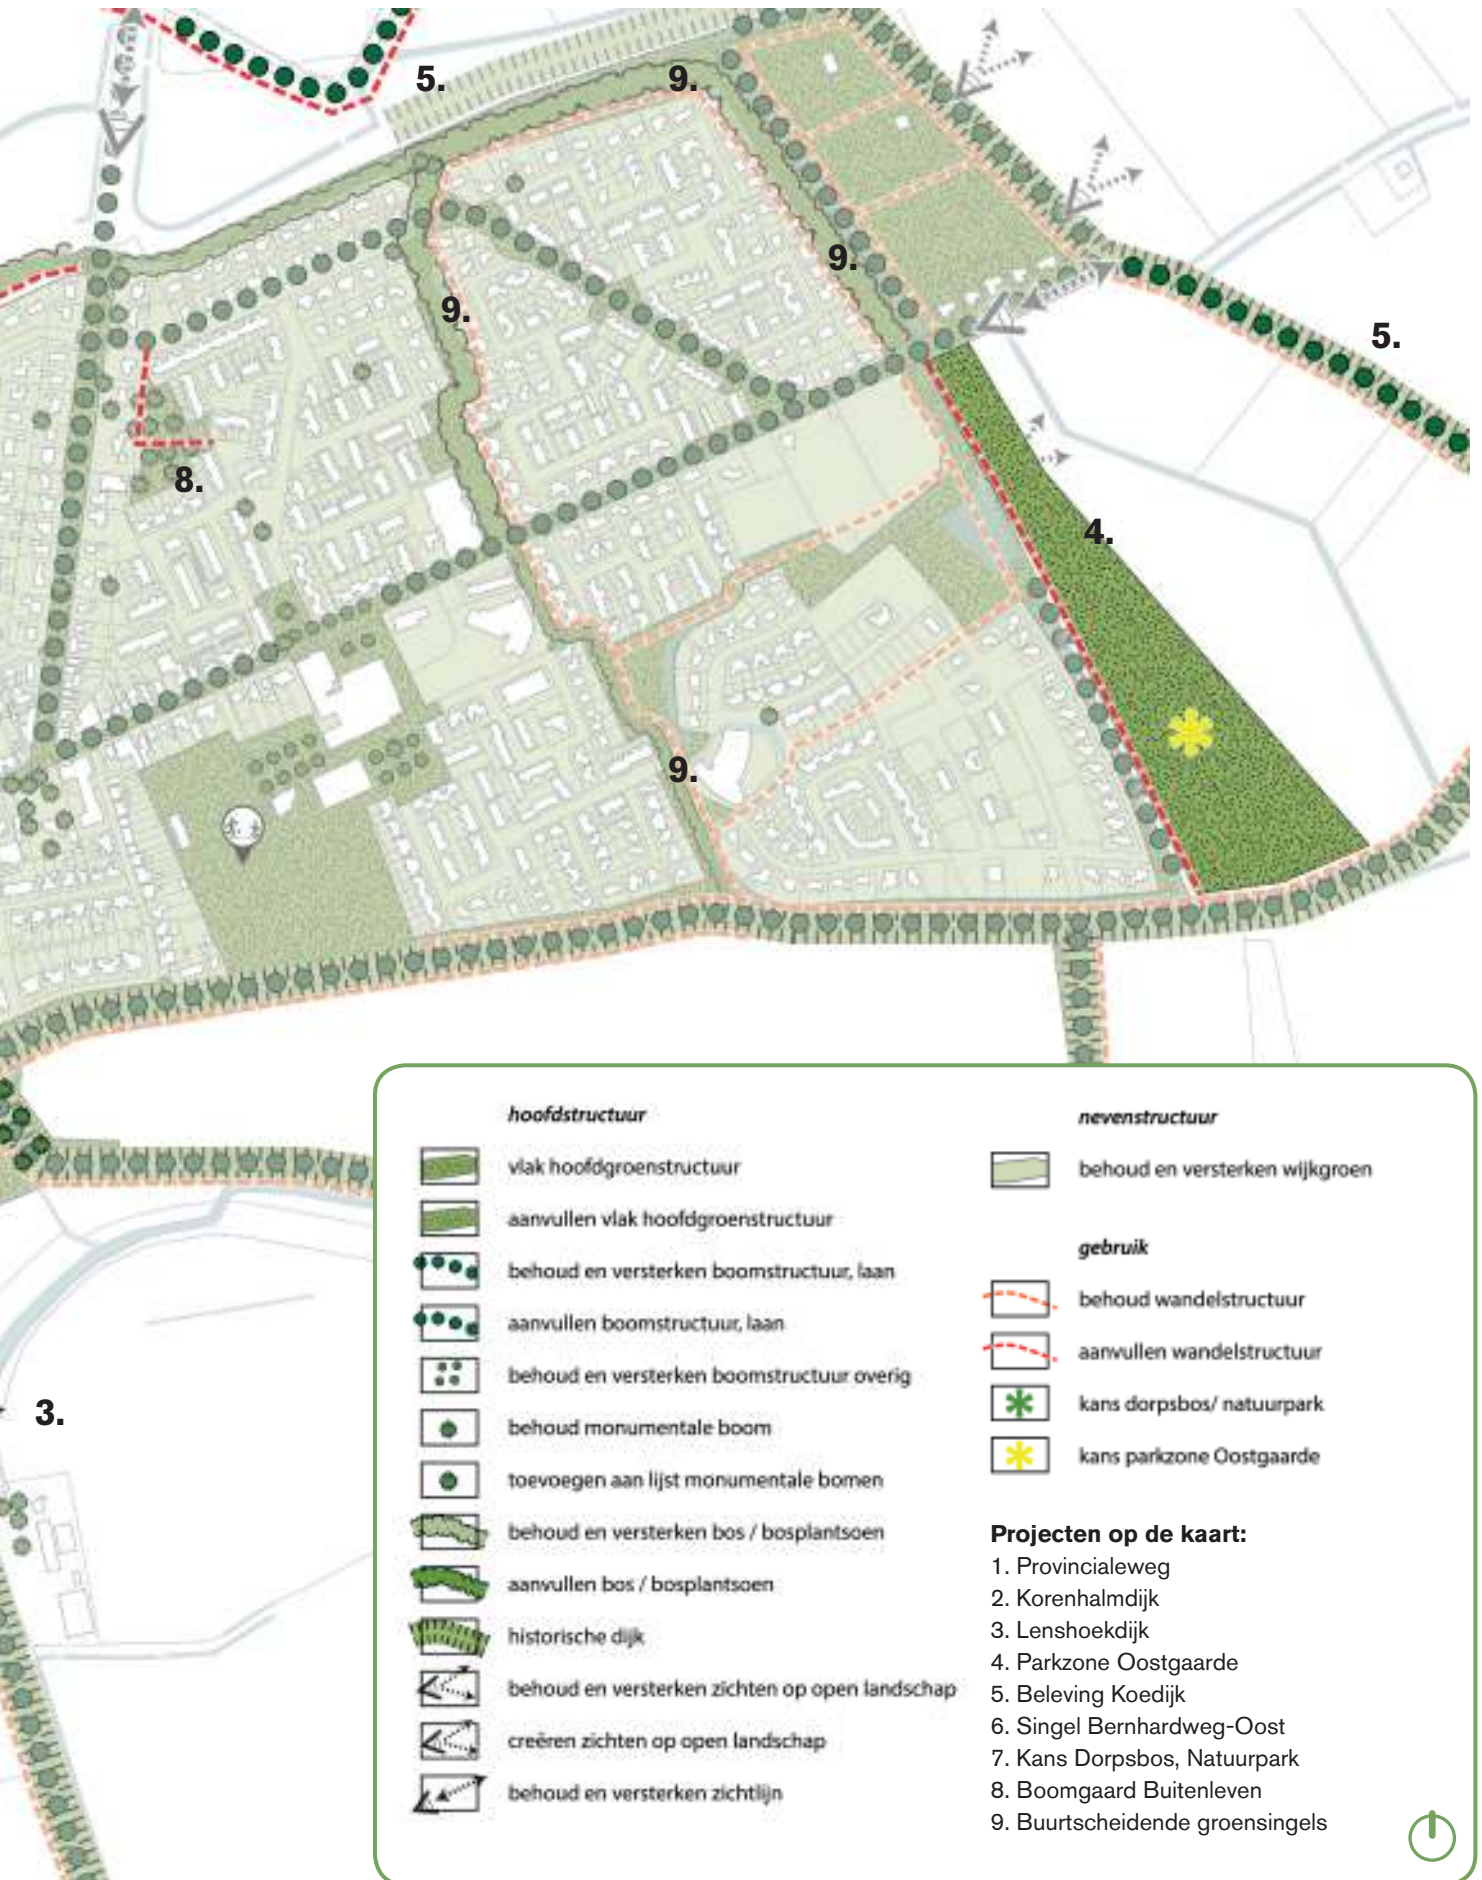 5.
9.
9.
9.
5.
8.
4.
9.
3.
hoofdstructuur
vlak hoofdgroenstructuur
aanvullen vlak hoofdgroenstructuur
behoud en versterken boomstructuur, laan
aanvullen boomstructuur, laan
behoud en versterken boomstructuur overig
behoud monumentale boom
toevoegen aan lijst monumentale bomen
behoud en versterken bos / bosplantsoen
aanvullen bos / bosplantsoen
historische dijk
behoud en versterken zichten op open landschap
creëren zichten op open landschap
behoud en versterken zichtlijn
nevenstructuur
behoud en versterken wijkgroen
gebruik
behoud wandelstructuur
aanvullen wandelstructuur
kans dorpsbos/ natuurpark
kans parkzone Oostgaarde
Projecten op de kaart:
1. Provincialeweg
2. Korenhalmdijk
3. Lenshoekdijk
4. Parkzone Oostgaarde
5. Beleving Koedijk
6. Singel Bernhardweg-Oost
7. Kans Dorpsbos, Natuurpark
8. Boomgaard Buitenleven
9. Buurtscheidende groensingels